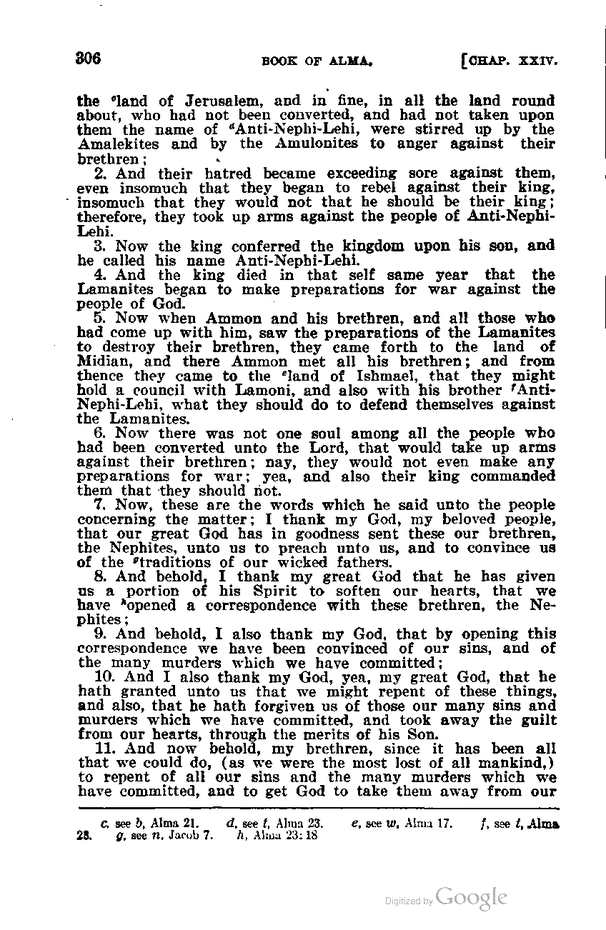 306 BOOK OF ALMA. [CHAP. XXIV.
the ᶜland of Jerusalem, and in fine, in all the land round
about, who had not been converted, and had not taken upon
them the name of ᵈAnti-Nephi-Lehi, were stirred up by the
Amalekites and by the Amulonites to anger against their
brethren;
2. And their hatred became exceeding sore against them,
even insomuch that they began to rebel against their king,
insomuch that they would not that he should be their king;
therefore, they took up arms against the people of Anti-Nephi-
Lehi.
3. Now the king conferred the kingdom upon his son, and
he called his name Anti-Nephi-Lehi.
4. And the king died in that self same year that the
Lamanites began to make preparations for war against the
people of God.
5. Now when Ammon and his brethren, and all those who
had come up with him, saw the preparations of the Lamanites
to destroy their brethren, they came forth to the land of
Midian, and there Ammon met all his brethren; and from
thence they came to the ᵉland of Ishmael, that they might
hold a council with Lamoni, and also with his brother ᶠAnti-
Nephi-Lehi, what they should do to defend themselves against
the Lamanites.
6. Now there was not one soul among all the people who
had been converted unto the Lord, that would take up arms
against their brethren; nay, they would not even make any
preparations for war; yea, and also their king commanded
them that they should not.
7. Now, these are the words which he said unto the people
concerning the matter; I thank my God, my beloved people,
that our great God has in goodness sent these our brethren,
the Nephites, unto us to preach unto us, and to convince us
of the ᵍtraditions of our wicked fathers.
8. And behold, I thank my great God that he has given
us a portion of his Spirit to soften our hearts, that we
have ʰopened a correspondence with these brethren, the Ne-
phites;
9. And behold, I also thank my God, that by opening this
correspondence we have been convinced of our sins, and of
the many murders which we have committed;
10. And I also thank my God, yea, my great God, that he
hath granted unto us that we might repent of these things,
and also, that he hath forgiven us of those our many sins and
murders which we have committed, and took away the guilt
from our hearts, through the merits of his Son.
11. And now behold, my brethren, since it has been all
that we could do, (as we were the most lost of all mankind,)
to repent of all our sins and the many murders which we
have committed, and to get God to take them away from our
c, see b, Alma 21. d, see t, Alma 23. e, see w, Alma 17. f, see t, Alma
23. g, see n, Jacob 7. h, Alma 23:18
Digitized by Google